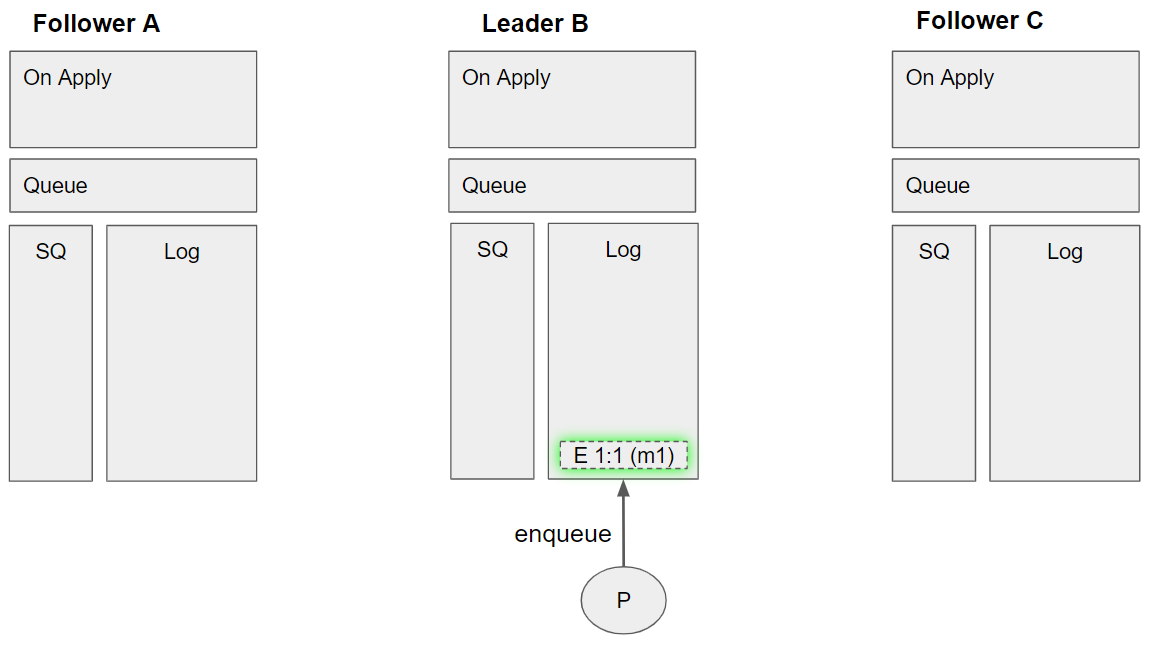 Follower A
Leader B
Follower C
On Apply
On Apply
On Apply
Queue
Queue
Queue
SQ
Log
SQ
Log
SQ
Log
E 1:1 (m1)
enqueue
P